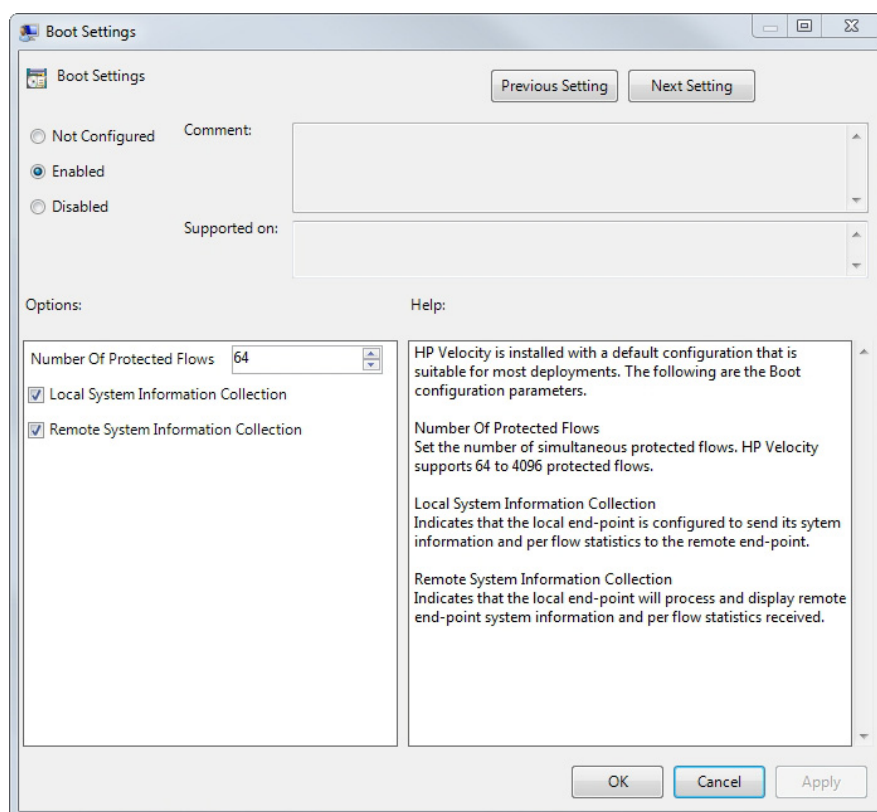 Boot Settings
Boot Settings
Previous Setting
Next Setting
Not Configured
Comment:
Enabled
Disabled
Supported on:
Options:
Help:
Number Of Protected Flows 64
Local System Information Collection
Remote System Information Collection
HP Velocity is installed with a default configuration that is
suitable for most deployments. The following are the Boot
configuration parameters.
Number Of Protected Flows
Set the number of simultaneous protected flows. HP Velocity
supports 64 to 4096 protected flows.
Local System Information Collection
Indicates that the local end-point is configured to send its sytem
information and per flow statistics to the remote end-point.
Remote System Information Collection
Indicates that the local end-point will process and display remote
end-point system information and per flow statistics received.
OK
Cancel
Apply